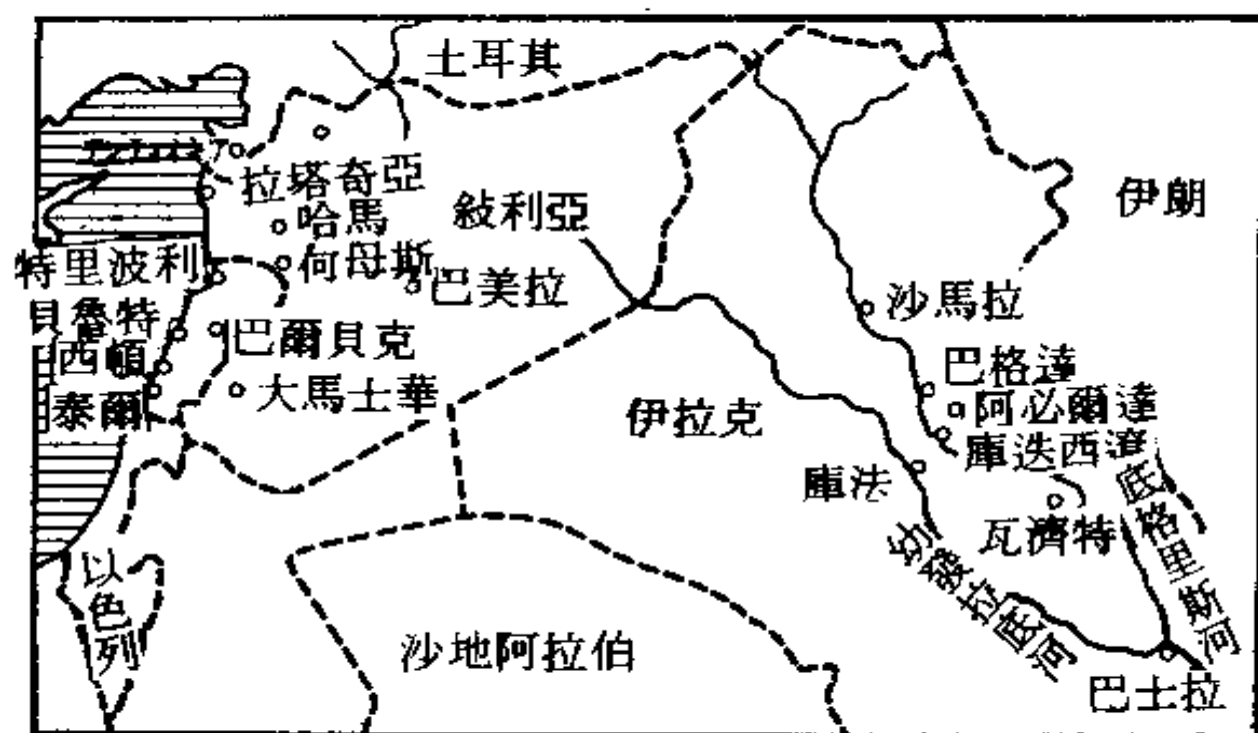 土耳其
拉塔奇亞
哈馬
敍利亞
伊朗
特里波利
何母斯
巴美拉
貝魯特
沙馬拉
巴爾貝克
西頓
巴格達
泰爾
大馬士華
阿必爾達
伊拉克
庫迭西潦
庫法
瓦濟特
底格里斯河
幼發拉底河
以色列
沙地阿拉伯
巴士拉